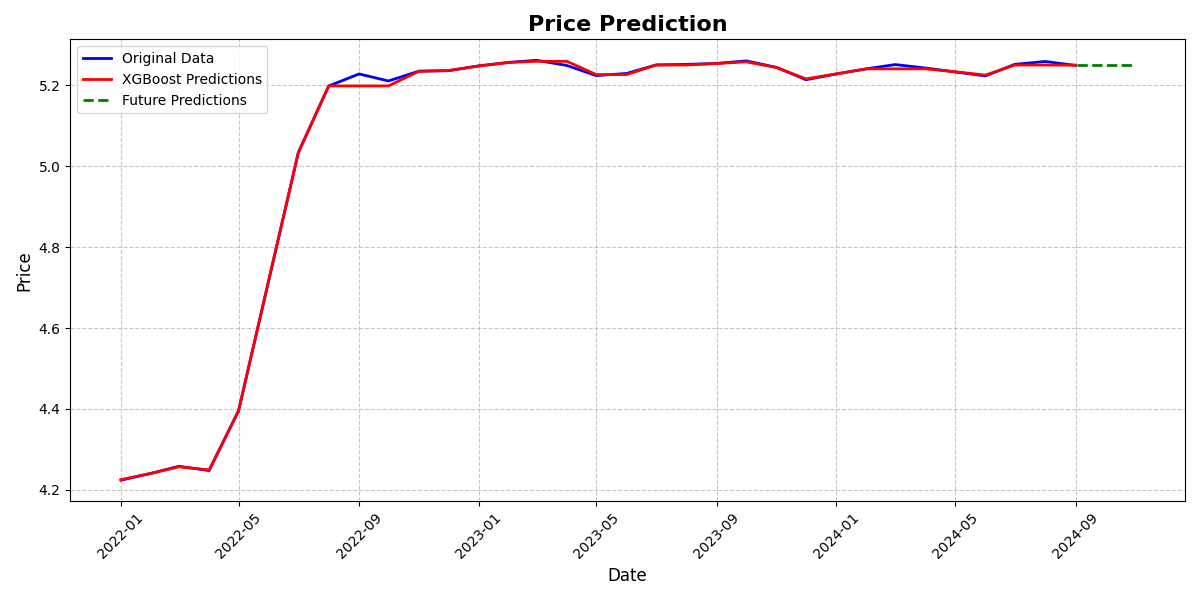 Price Prediction
Original Data
XGBoost Predictions
Future Predictions
Price
5.2
5.0
4.8
4.6
4.4
4.2
2022-01
2022-05
2022-09
2023-01
2023-05
2023-09
2024-01
2024-05
2024-09
Date